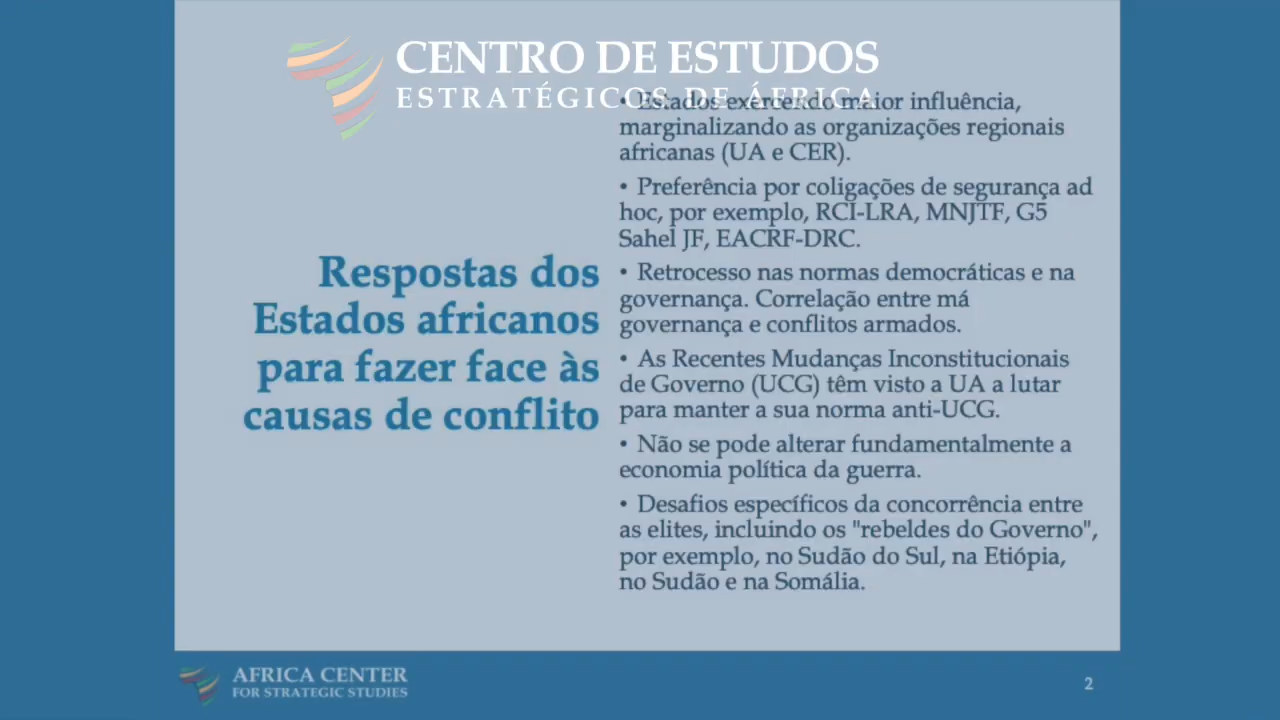 CENTRO DE ESTUDOS
ESTRATÉGICOS DE ÁFRICA
Respostas dos
Estados africanos
para fazer face às
causas de conflito
• Estados exercendo maior influência,
marginalizando as organizações regionais
africanas (UA e CER).
• Preferência por coligações de segurança ad
hoc, por exemplo, RCI-LRA, MNJTF, G5
Sahel JF, EACRF-DRC.
• Retrocesso nas normas democráticas e na
governança. Correlação entre má
governança e conflitos armados.
• As Recentes Mudanças Inconstitucionais
de Governo (UCG) têm visto a UA a lutar
para manter a sua norma anti-UCG.
• Não se pode alterar fundamentalmente a
economia política da guerra.
• Desafios específicos da concorrência entre
as elites, incluindo os "rebeldes do Governo",
por exemplo, no Sudão do Sul, na Etiópia,
no Sudão e na Somália.
AFRICA CENTER
FOR STRATEGIC STUDIES
2